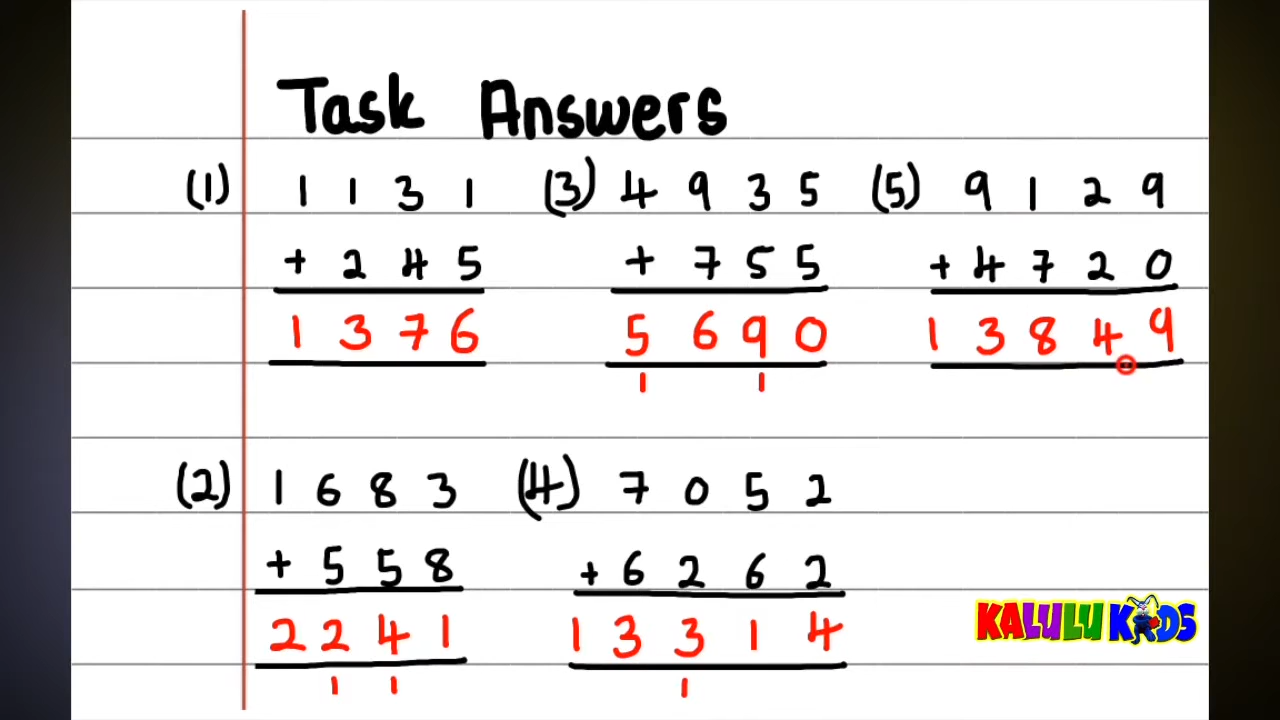 Task Answers
(1) 1 1 3 1 (3) 4 9 3 5 (5) 9 1 2 9
+ 2 4 5 + 7 5 5 + 4 7 2 0
1 3 7 6 5 6 9 0 1 3 8 4 9
1 1
(2) 1 6 8 3 (4) 7 0 5 2
+ 5 5 8 + 6 2 6 2
2 2 4 1 1 3 3 1 4
1 1 1
KALULU KIDS